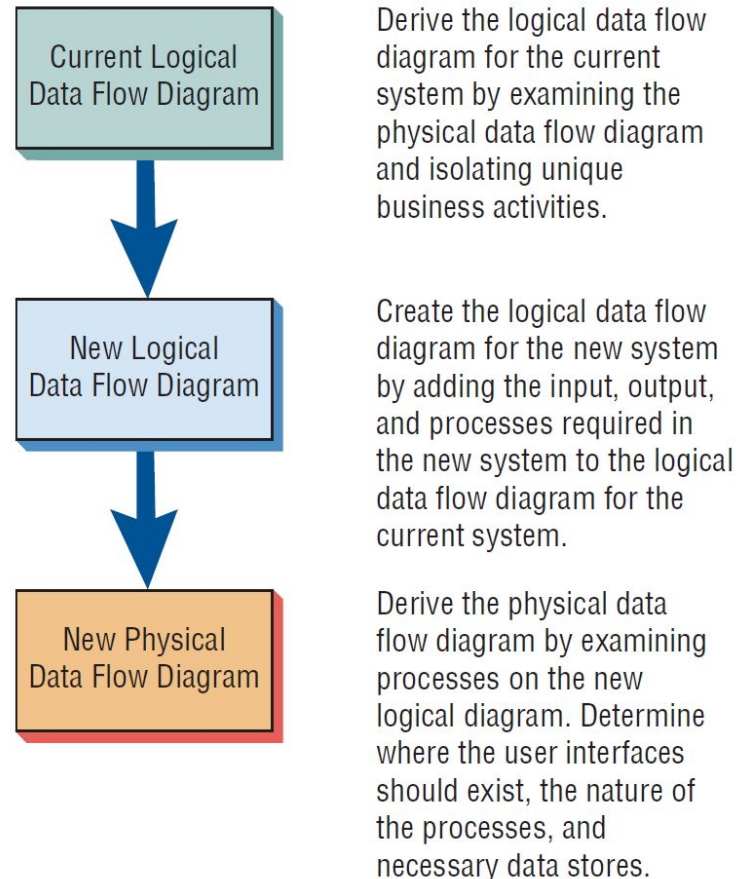 Current Logical
Data Flow Diagram
Derive the logical data flow
diagram for the current
system by examining the
physical data flow diagram
and isolating unique
business activities.
New Logical
Data Flow Diagram
Create the logical data flow
diagram for the new system
by adding the input, output,
and processes required in
the new system to the logical
data flow diagram for the
current system.
New Physical
Data Flow Diagram
Derive the physical data
flow diagram by examining
processes on the new
logical diagram. Determine
where the user interfaces
should exist, the nature of
the processes, and
necessary data stores.